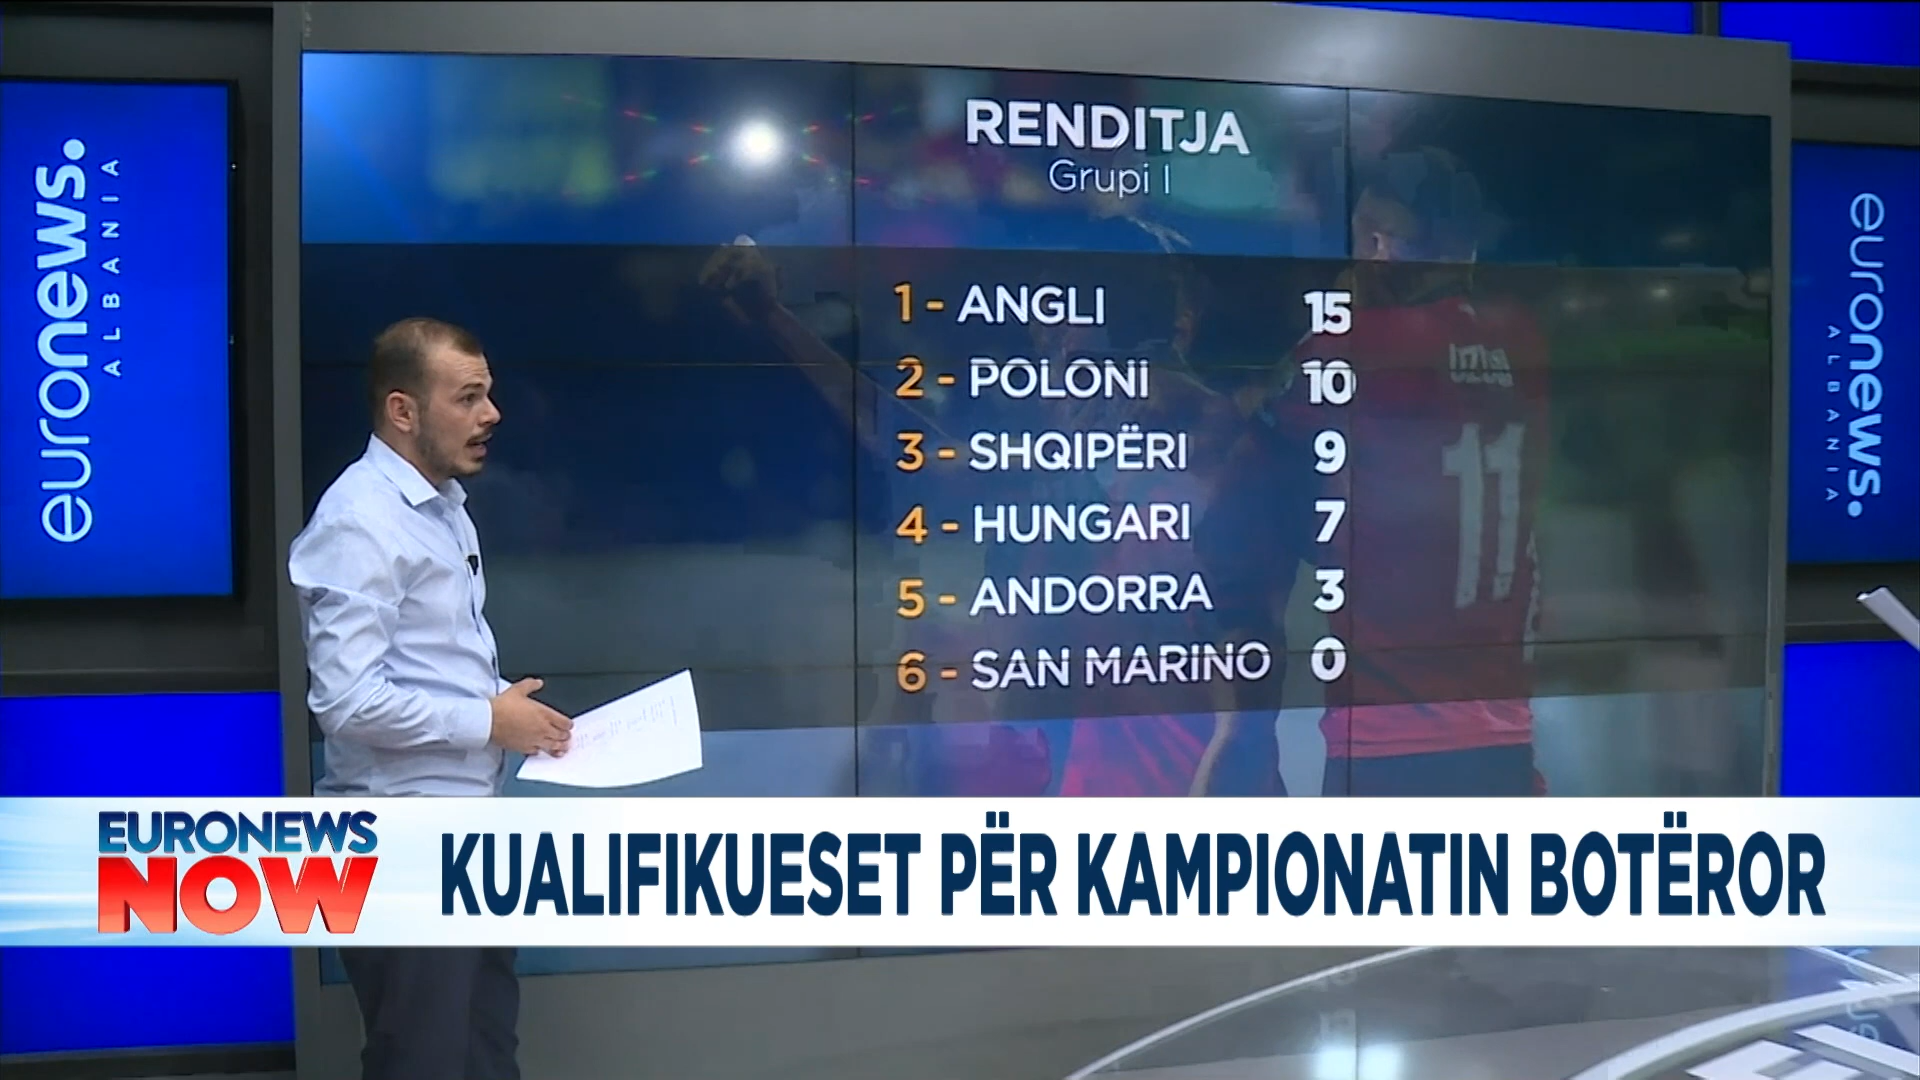 euronews.
ALBANIA
RENDITJA
Grupi I
1 - ANGLI 15
2 - POLONI 10
3 - SHQIPËRI 9
4 - HUNGARI 7
5 - ANDORRA 3
6 - SAN MARINO 0
11
euronews.
ALBANIA
EURONEWS
NOW
KUALIFIKUESET PËR KAMPIONATIN BOTËROR